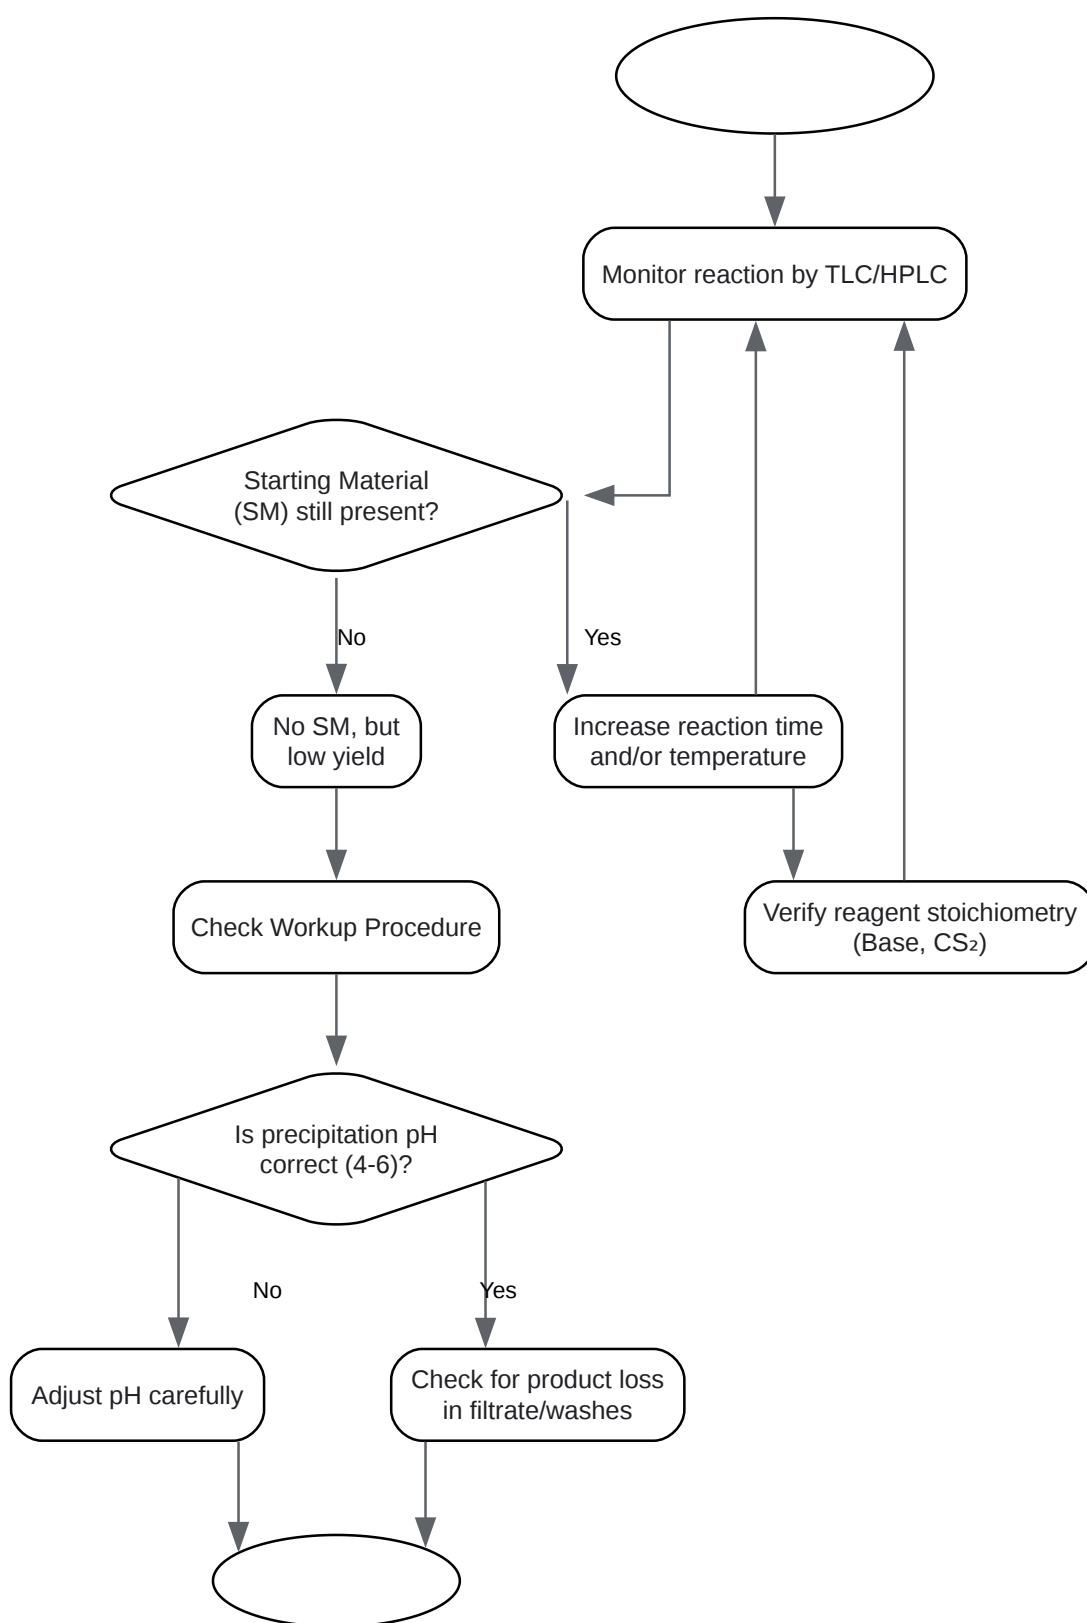 Monitor reaction by TLC/HPLC
Starting Material
(SM) still present?
No
Yes
No SM, but
low yield
Increase reaction time
and/or temperature
Check Workup Procedure
Verify reagent stoichiometry
(Base, CS₂)
Is precipitation pH
correct (4-6)?
No
Yes
Adjust pH carefully
Check for product loss
in filtrate/washes